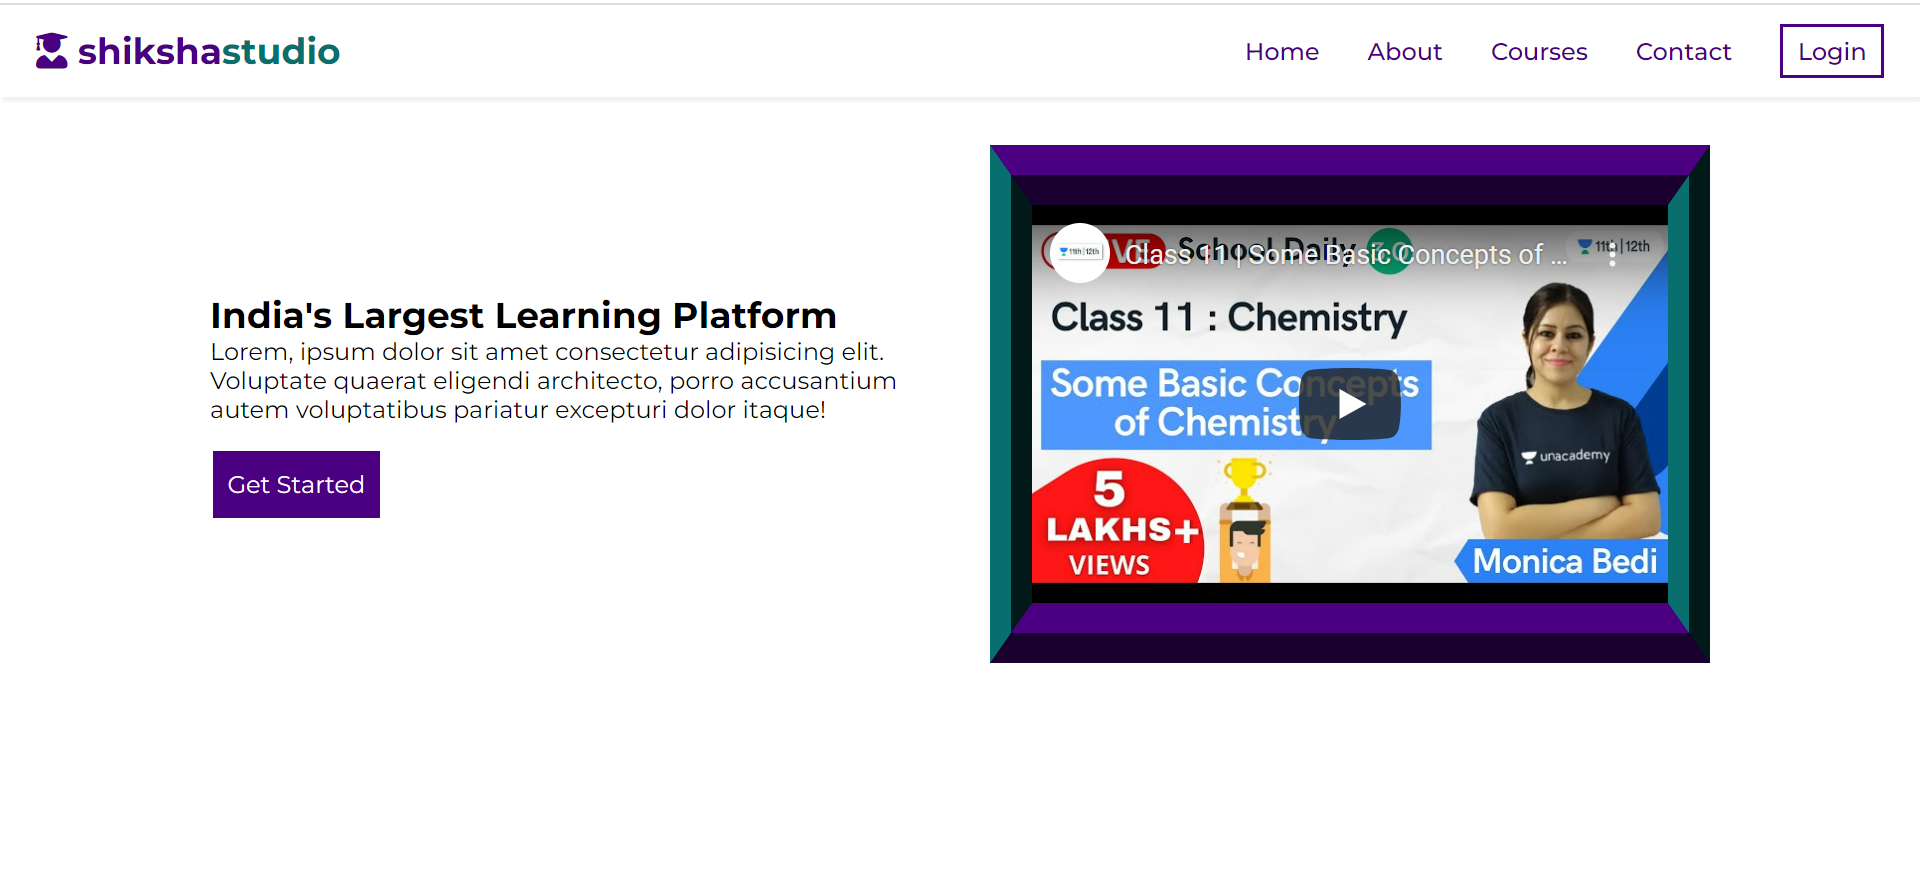 shikshastudio
Home
About
Courses
Contact
Login
India's Largest Learning Platform
Lorem, ipsum dolor sit amet consectetur adipisicing elit.
Voluptate quaerat eligendi architecto, porro accusantium
autem voluptatibus pariatur excepturi dolor itaque!
Get Started
11th | 12th
Class 11 | Some Basic Concepts of ...
School Daily
11th | 12th
Class 11 : Chemistry
Some Basic Concepts
of Chemistry
unacademy
5
LAKHS+
VIEWS
Monica Bedi